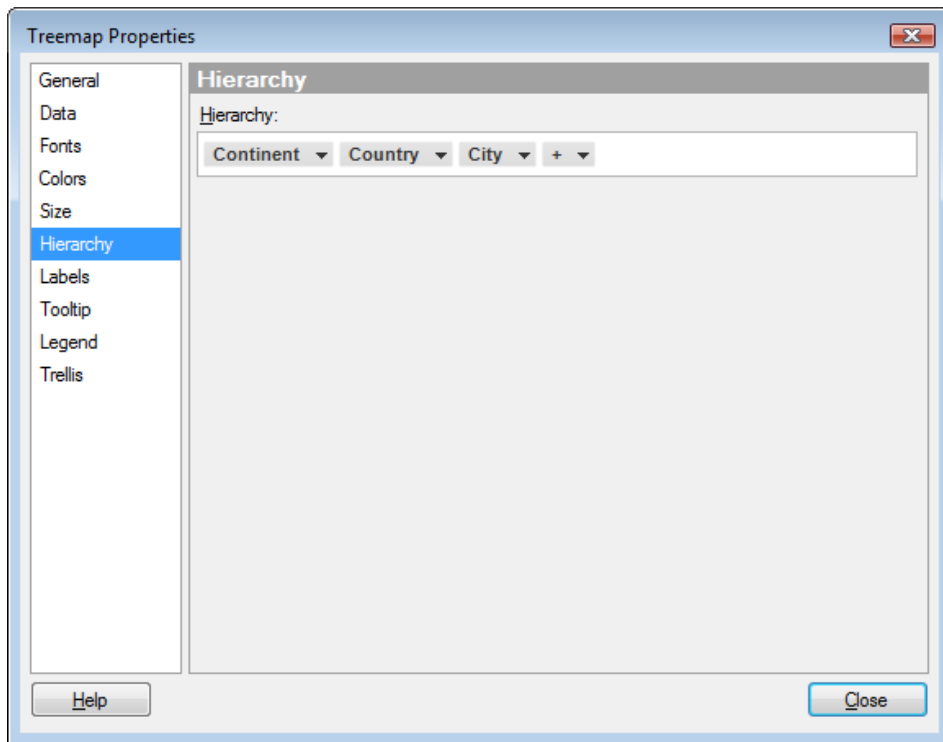 Treemap Properties
General
Data
Fonts
Colors
Size
Hierarchy
Labels
Tooltip
Legend
Trellis
Hierarchy
Hierarchy:
Continent Country City +
Help
Close